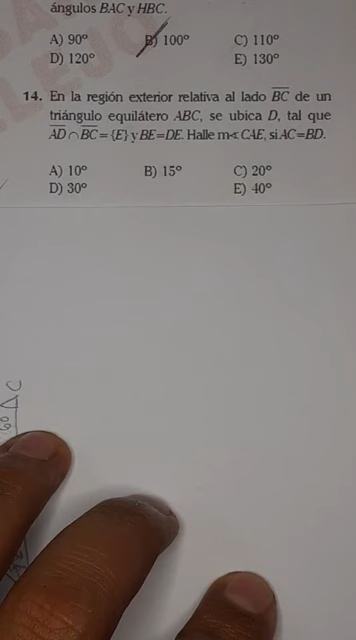 ángulos BAC y HBC.
A) 90° B) 100° C) 110°
D) 120° E) 130°
14. En la región exterior relativa al lado BC de un
triángulo equilátero ABC, se ubica D, tal que
AD∩BC={E} y BE=DE. Halle m∢CAE, si AC=BD.
A) 10° B) 15° C) 20°
D) 30° E) 40°
C
60